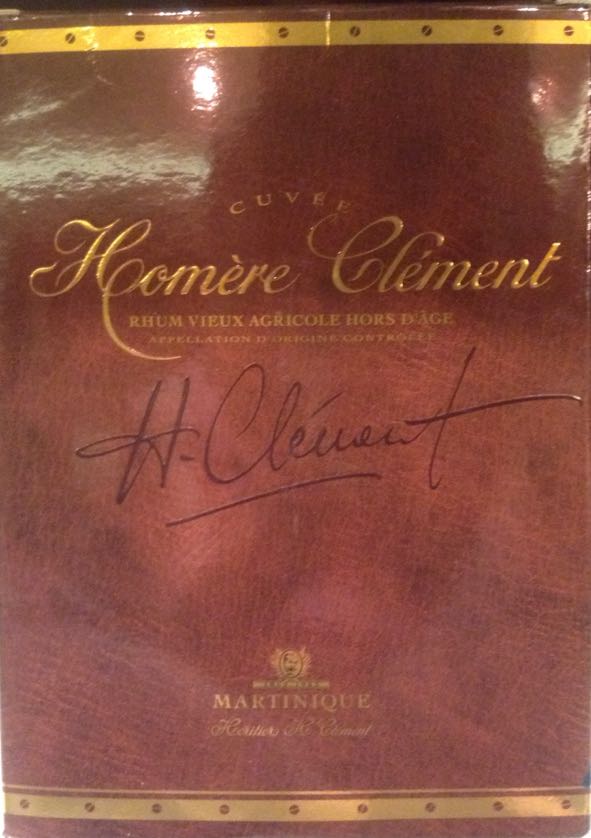 CUVÉE
Homère Clément
RHUM VIEUX AGRICOLE HORS D'ÂGE
APPELLATION D'ORIGINE CONTRÔLÉE
H. Clément
MARTINIQUE
Héritiers H. Clément